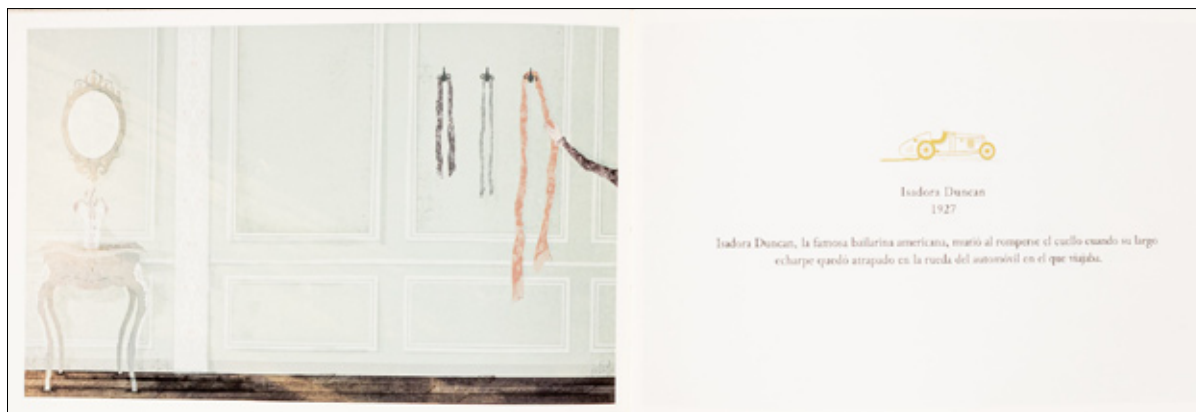 Isadora Duncan
1927
Isadora Duncan, la famosa bailarina americana, murió al romperse el cuello cuando su largo
echarpe quedó atrapado en la rueda del automóvil en el que viajaba.